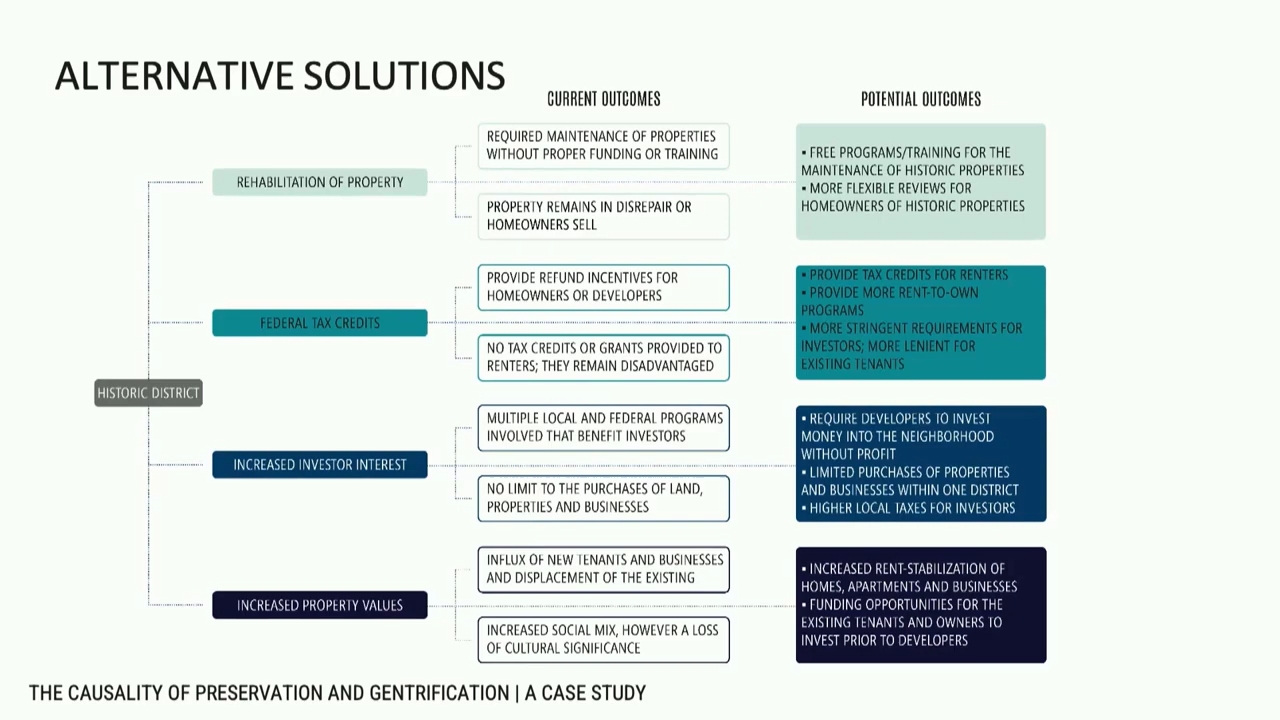 ALTERNATIVE SOLUTIONS
CURRENT OUTCOMES
POTENTIAL OUTCOMES
HISTORIC DISTRICT
REHABILITATION OF PROPERTY
REQUIRED MAINTENANCE OF PROPERTIES
WITHOUT PROPER FUNDING OR TRAINING
PROPERTY REMAINS IN DISREPAIR OR
HOMEOWNERS SELL
▪ FREE PROGRAMS/TRAINING FOR THE
MAINTENANCE OF HISTORIC PROPERTIES
▪ MORE FLEXIBLE REVIEWS FOR
HOMEOWNERS OF HISTORIC PROPERTIES
FEDERAL TAX CREDITS
PROVIDE REFUND INCENTIVES FOR
HOMEOWNERS OR DEVELOPERS
NO TAX CREDITS OR GRANTS PROVIDED TO
RENTERS; THEY REMAIN DISADVANTAGED
▪ PROVIDE TAX CREDITS FOR RENTERS
▪ PROVIDE MORE RENT-TO-OWN
PROGRAMS
▪ MORE STRINGENT REQUIREMENTS FOR
INVESTORS; MORE LENIENT FOR
EXISTING TENANTS
INCREASED INVESTOR INTEREST
MULTIPLE LOCAL AND FEDERAL PROGRAMS
INVOLVED THAT BENEFIT INVESTORS
NO LIMIT TO THE PURCHASES OF LAND,
PROPERTIES AND BUSINESSES
▪ REQUIRE DEVELOPERS TO INVEST
MONEY INTO THE NEIGHBORHOOD
WITHOUT PROFIT
▪ LIMITED PURCHASES OF PROPERTIES
AND BUSINESSES WITHIN ONE DISTRICT
▪ HIGHER LOCAL TAXES FOR INVESTORS
INCREASED PROPERTY VALUES
INFLUX OF NEW TENANTS AND BUSINESSES
AND DISPLACEMENT OF THE EXISTING
INCREASED SOCIAL MIX, HOWEVER A LOSS
OF CULTURAL SIGNIFICANCE
▪ INCREASED RENT-STABILIZATION OF
HOMES, APARTMENTS AND BUSINESSES
▪ FUNDING OPPORTUNITIES FOR THE
EXISTING TENANTS AND OWNERS TO
INVEST PRIOR TO DEVELOPERS
THE CAUSALITY OF PRESERVATION AND GENTRIFICATION | A CASE STUDY